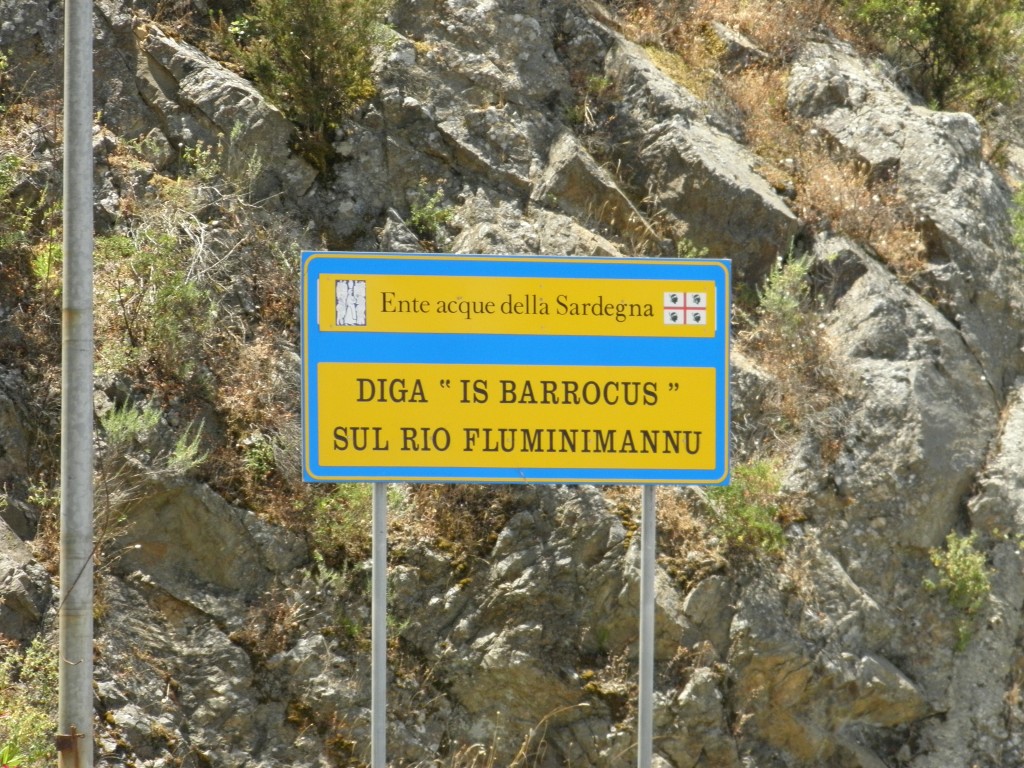 Ente acque della Sardegna
DIGA “ IS BARROCUS ”
SUL RIO FLUMINIMANNU